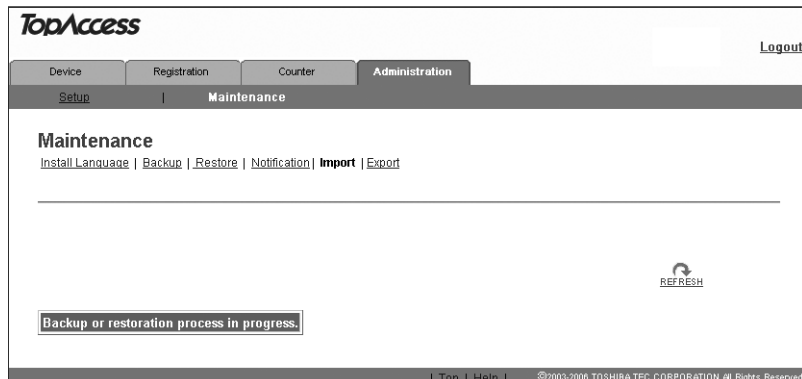 TopAccess
Logout
Device Registration Counter Administration
Setup | Maintenance
Maintenance
Install Language | Backup | Restore | Notification | Import | Export
REFRESH
Backup or restoration process in progress.
| Top | Help | ©2003-2006 TOSHIBA TEC CORPORATION All Rights Reserved